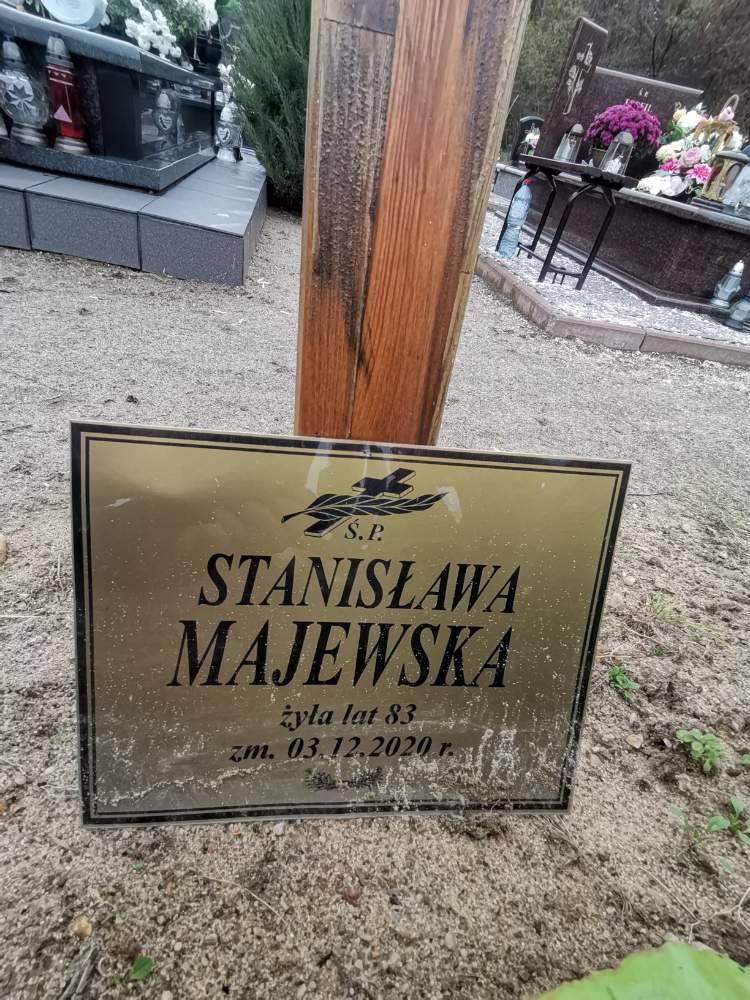 Ś.P.
STANISŁAWA
MAJEWSKA
żyła lat 83
zm. 03.12.2020 r.